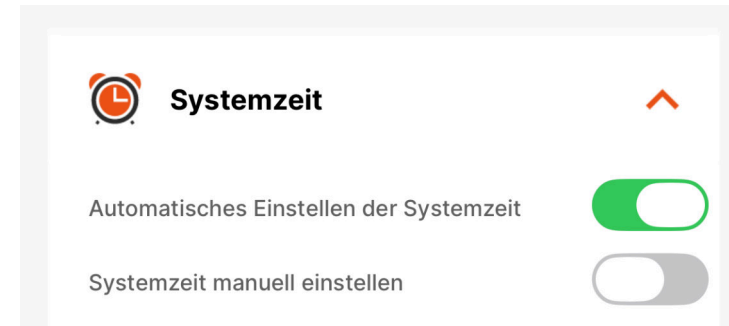 Systemzeit
Automatisches Einstellen der Systemzeit
Systemzeit manuell einstellen